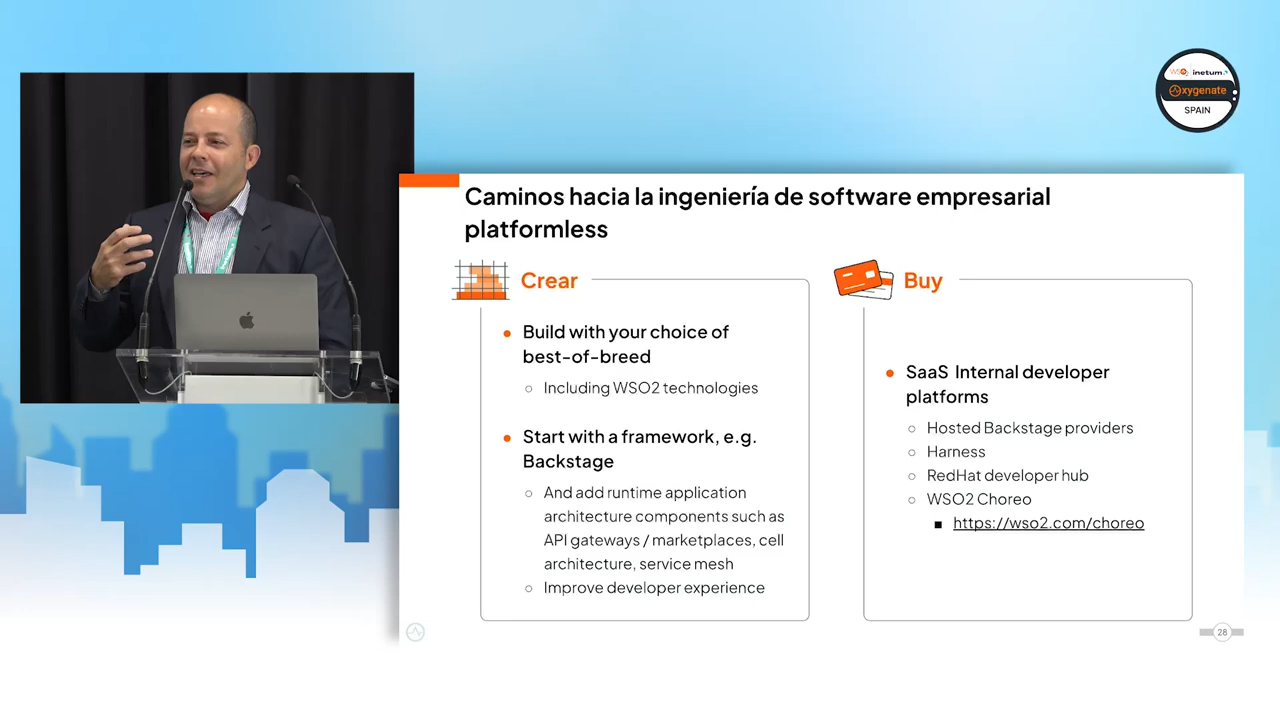 WSO2 inetum.
Oxygenate
SPAIN
Caminos hacia la ingeniería de software empresarial
platformless
Crear
Build with your choice of
best-of-breed
Including WSO2 technologies
Start with a framework, e.g.
Backstage
And add runtime application
architecture components such as
API gateways / marketplaces, cell
architecture, service mesh
Improve developer experience
Buy
SaaS Internal developer
platforms
Hosted Backstage providers
Harness
RedHat developer hub
WSO2 Choreo
https://wso2.com/choreo
28